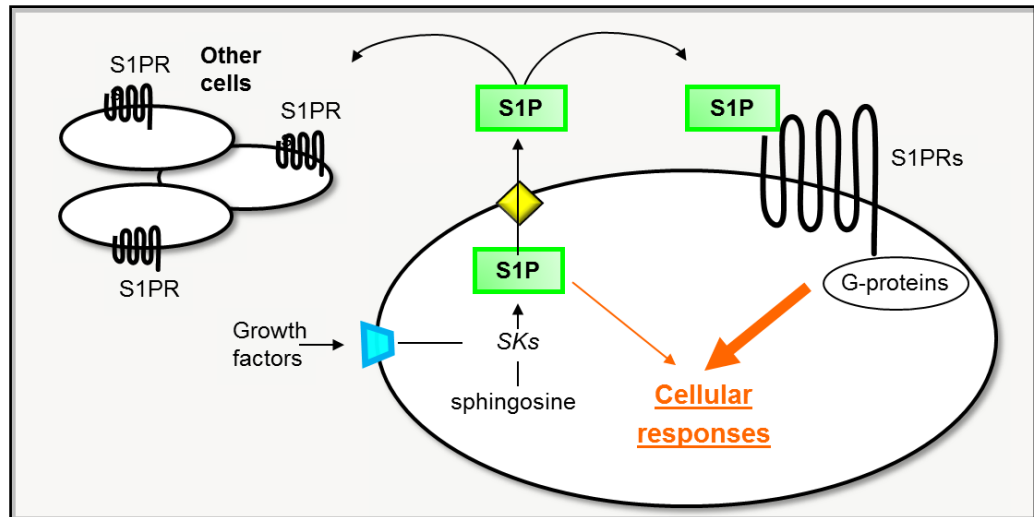 S1PR
Other
cells
S1PR
S1PR
S1P
S1P
S1PRs
S1P
G-proteins
Growth
factors
SKs
sphingosine
Cellular
responses